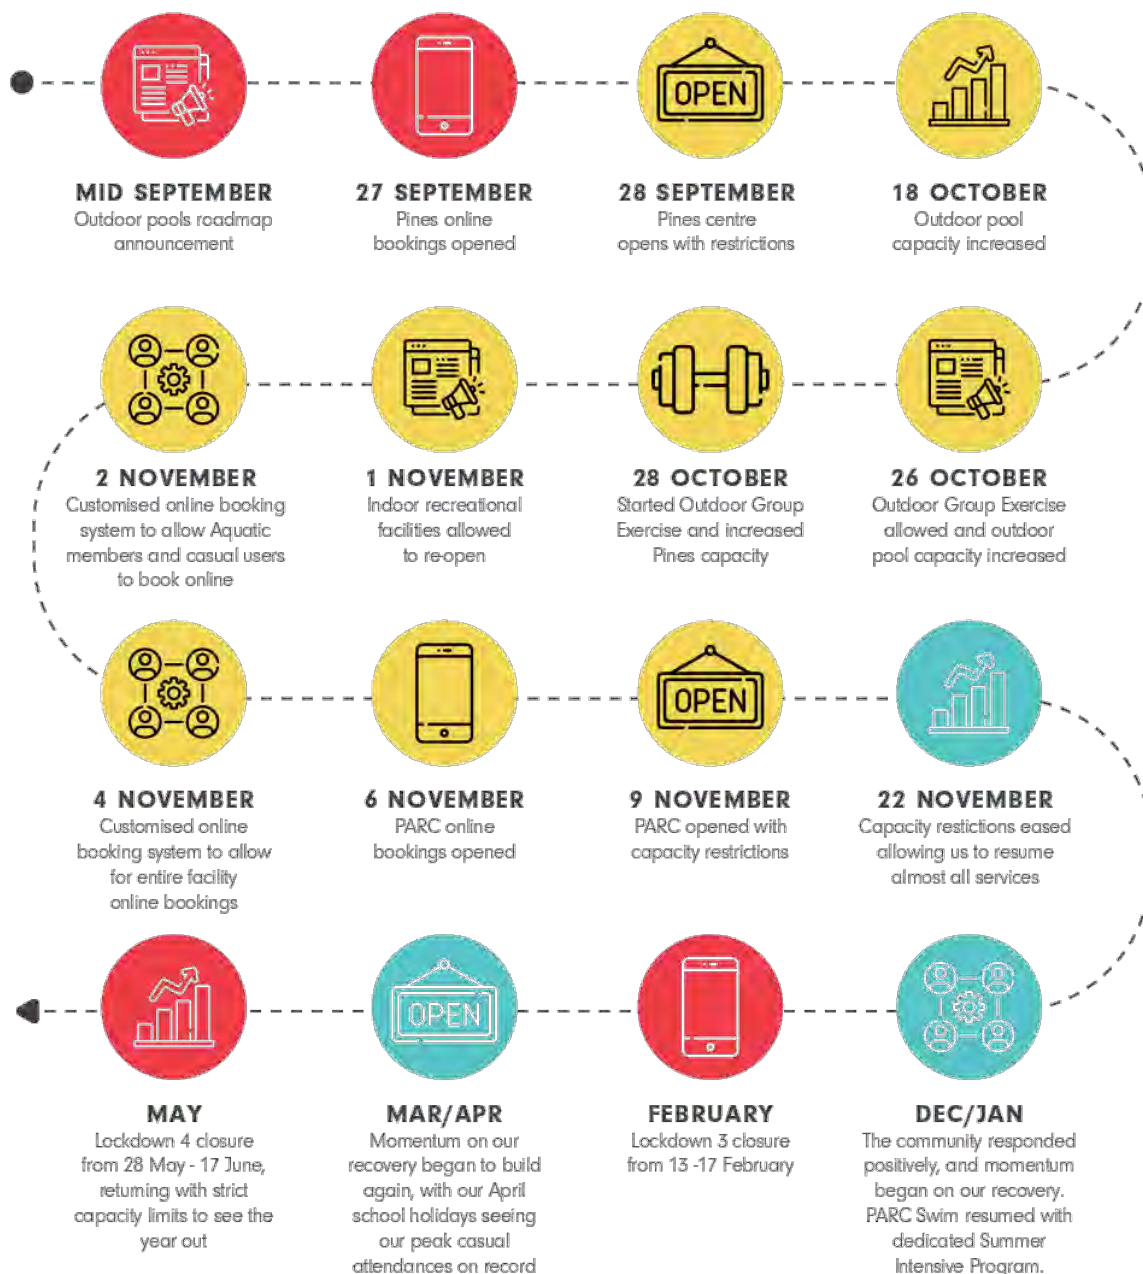 OPEN
MID SEPTEMBER
Outdoor pools roadmap
announcement
27 SEPTEMBER
Pines online
bookings opened
28 SEPTEMBER
Pines centre
opens with restrictions
18 OCTOBER
Outdoor pool
capacity increased
26 OCTOBER
Outdoor Group Exercise
allowed and outdoor
pool capacity increased
28 OCTOBER
Started Outdoor Group
Exercise and increased
Pines capacity
1 NOVEMBER
Indoor recreational
facilities allowed
to re-open
2 NOVEMBER
Customised online booking
system to allow Aquatic
members and casual users
to book online
4 NOVEMBER
Customised online
booking system to allow
for entire facility
online bookings
6 NOVEMBER
PARC online
bookings opened
OPEN
9 NOVEMBER
PARC opened with
capacity restrictions
22 NOVEMBER
Capacity restictions eased
allowing us to resume
almost all services
DEC/JAN
The community responded
positively, and momentum
began on our recovery.
PARC Swim resumed with
dedicated Summer
Intensive Program.
FEBRUARY
Lockdown 3 closure
from 13 -17 February
OPEN
MAR/APR
Momentum on our
recovery began to build
again, with our April
school holidays seeing
our peak casual
attendances on record
MAY
Lockdown 4 closure
from 28 May - 17 June,
returning with strict
capacity limits to see the
year out